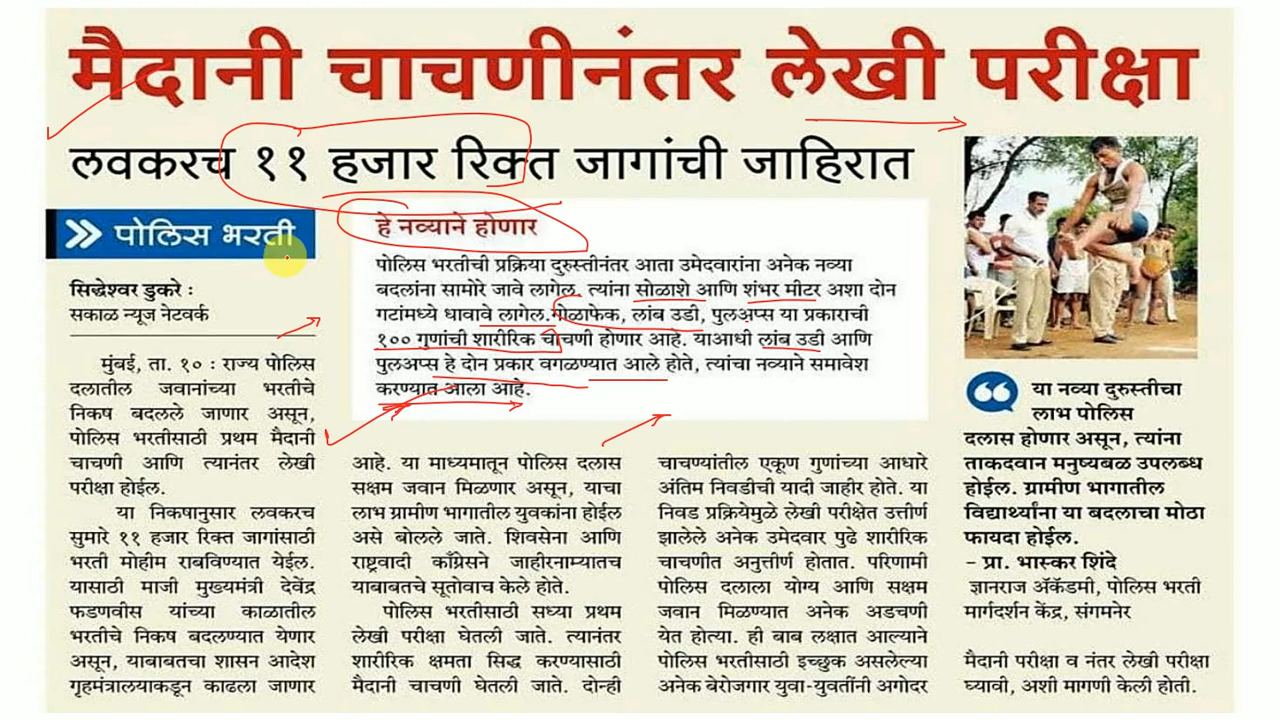 मैदानी चाचणीनंतर लेखी परीक्षा
लवकरच ११ हजार रिक्त जागांची जाहिरात
पोलिस भरती
सिद्धेश्वर डुकरे :
सकाळ न्यूज नेटवर्क
मुंबई, ता. १० : राज्य पोलिस
दलातील जवानांच्या भरतीचे
निकष बदलले जाणार असून,
पोलिस भरतीसाठी प्रथम मैदानी
चाचणी आणि त्यानंतर लेखी
परीक्षा होईल.
या निकषानुसार लवकरच
सुमारे ११ हजार रिक्त जागांसाठी
भरती मोहीम राबविण्यात येईल.
यासाठी माजी मुख्यमंत्री देवेंद्र
फडणवीस यांच्या काळातील
भरतीचे निकष बदलण्यात येणार
असून, याबाबतचा शासन आदेश
गृहमंत्रालयाकडून काढला जाणार
हे नव्याने होणार
पोलिस भरतीची प्रक्रिया दुरुस्तीनंतर आता उमेदवारांना अनेक नव्या
बदलांना सामोरे जावे लागेल. त्यांना सोळाशे आणि शंभर मीटर अशा दोन
गटांमध्ये धावावे लागेल. गोळाफेक, लांब उडी, पुलअप्स या प्रकाराची
१०० गुणांची शारीरिक चाचणी होणार आहे. याआधी लांब उडी आणि
पुलअप्स हे दोन प्रकार वगळण्यात आले होते, त्यांचा नव्याने समावेश
करण्यात आला आहे.
आहे. या माध्यमातून पोलिस दलास
सक्षम जवान मिळणार असून, याचा
लाभ ग्रामीण भागातील युवकांना होईल
असे बोलले जाते. शिवसेना आणि
राष्ट्रवादी काँग्रेसने जाहीरनाम्यातच
याबाबतचे सूतोवाच केले होते.
पोलिस भरतीसाठी सध्या प्रथम
लेखी परीक्षा घेतली जाते. त्यानंतर
शारीरिक क्षमता सिद्ध करण्यासाठी
मैदानी चाचणी घेतली जाते. दोन्ही
चाचण्यांतील एकूण गुणांच्या आधारे
अंतिम निवडीची यादी जाहीर होते. या
निवड प्रक्रियेमुळे लेखी परीक्षेत उत्तीर्ण
झालेले अनेक उमेदवार पुढे शारीरिक
चाचणीत अनुत्तीर्ण होतात. परिणामी
पोलिस दलाला योग्य आणि सक्षम
जवान मिळण्यात अनेक अडचणी
येत होत्या. ही बाब लक्षात आल्याने
पोलिस भरतीसाठी इच्छुक असलेल्या
अनेक बेरोजगार युवा-युवतींनी अगोदर
या नव्या दुरुस्तीचा
लाभ पोलिस
दलास होणार असून, त्यांना
ताकदवान मनुष्यबळ उपलब्ध
होईल. ग्रामीण भागातील
विद्यार्थ्यांना या बदलाचा मोठा
फायदा होईल.
– प्रा. भास्कर शिंदे
ज्ञानराज ॲकॅडमी, पोलिस भरती
मार्गदर्शन केंद्र, संगमनेर
मैदानी परीक्षा व नंतर लेखी परीक्षा
घ्यावी, अशी मागणी केली होती.